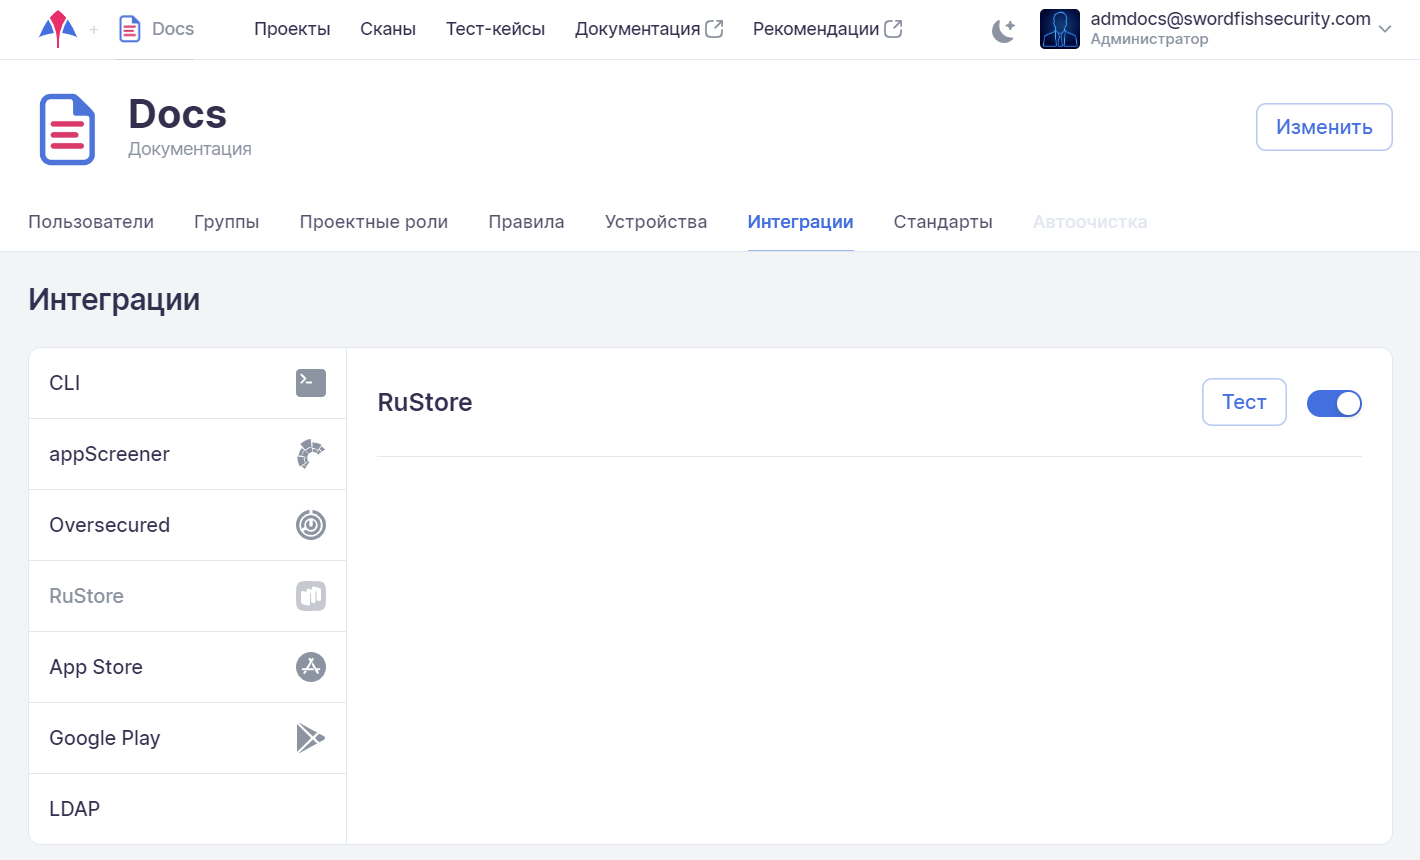 + Docs Проекты Сканы Тест-кейсы Документация Рекомендации admdocs@swordfishsecurity.com
Администратор
Docs
Документация
Изменить
Пользователи Группы Проектные роли Правила Устройства Интеграции Стандарты Автоочистка
Интеграции
CLI
RuStore Тест
appScreener
Oversecured
RuStore
App Store
Google Play
LDAP